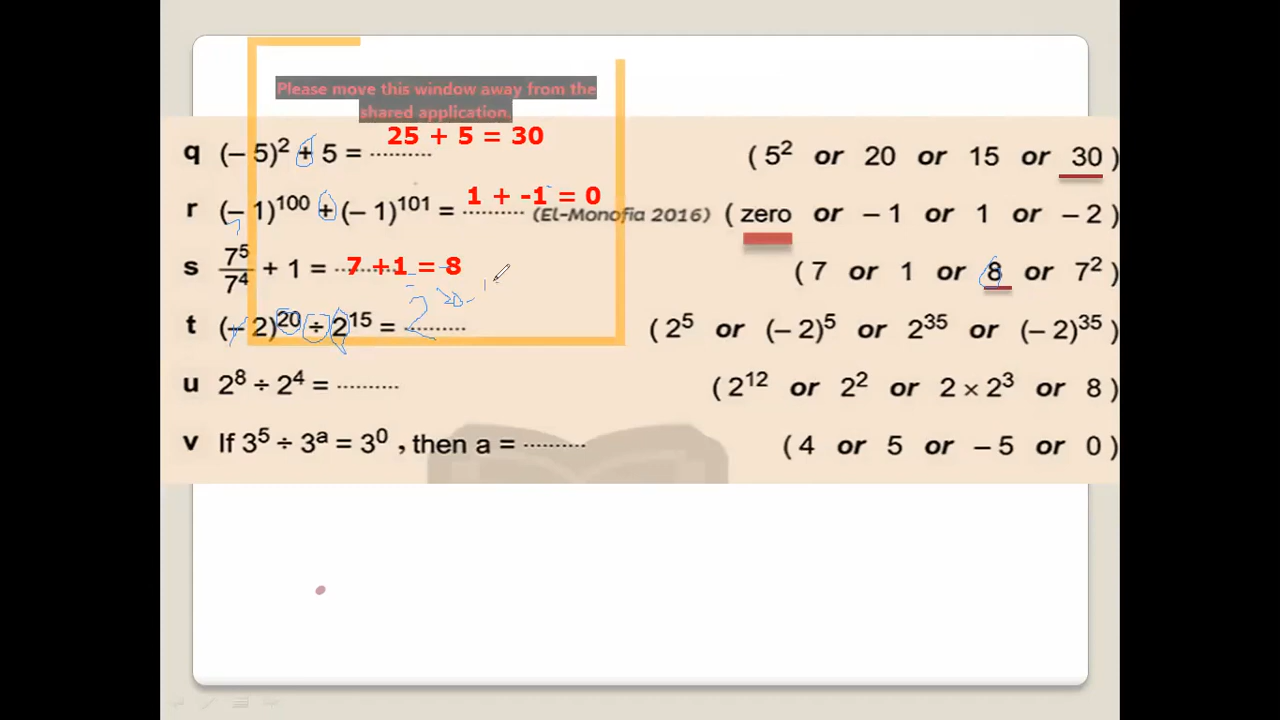 Please move this window away from the
shared application.
25 + 5 = 30
q (– 5)² + 5 = .......... ( 5² or 20 or 15 or 30 )
1 + -1 = 0
r (– 1)¹⁰⁰ + (– 1)¹⁰¹ = .......... (El-Monofia 2016) ( zero or – 1 or 1 or – 2 )
s 7⁵/7⁴ + 1 = .......... 7 +1 = 8 ( 7 or 1 or 8 or 7² )
2²⁰⁻¹
t (– 2)²⁰ ÷ 2¹⁵ = .......... ( 2⁵ or (– 2)⁵ or 2³⁵ or (– 2)³⁵ )
u 2⁸ ÷ 2⁴ = .......... ( 2¹² or 2² or 2 × 2³ or 8 )
v If 3⁵ ÷ 3ᵃ = 3⁰ , then a = .......... ( 4 or 5 or – 5 or 0 )